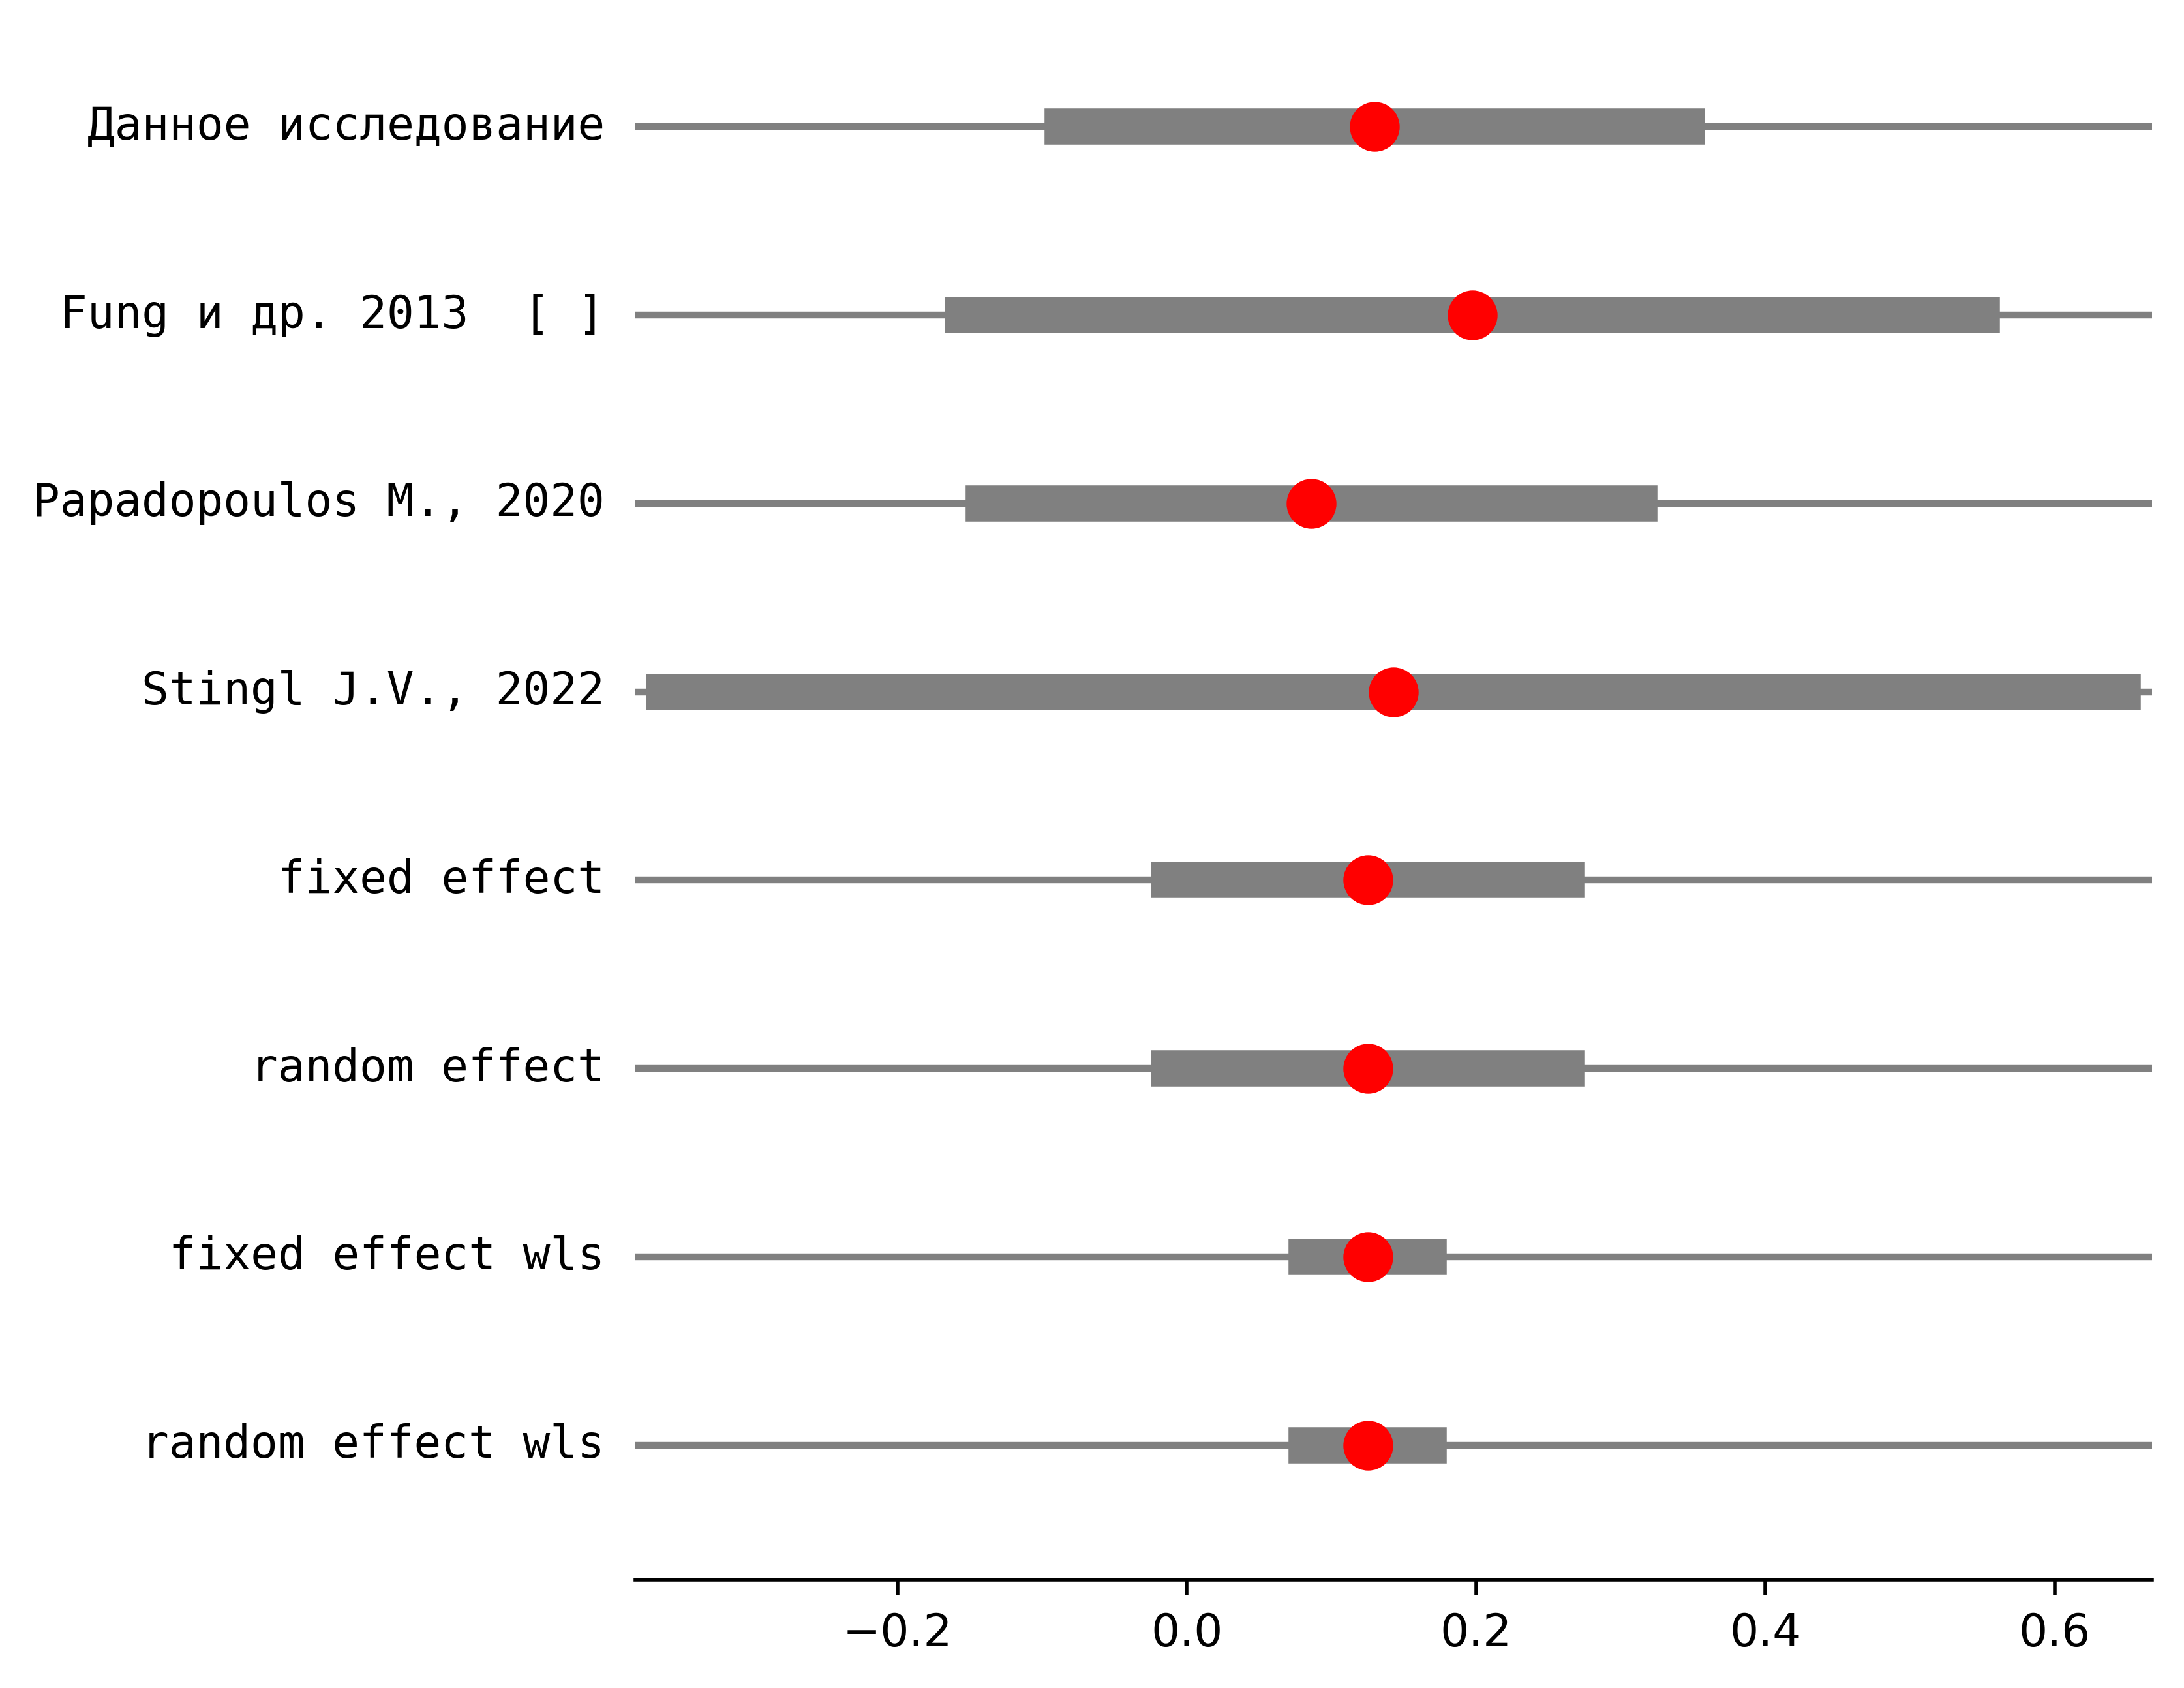 Данное исследование
Fung и др. 2013  [ ]
Papadopoulos M., 2020
Stingl J.V., 2022
fixed effect
random effect
fixed effect wls
random effect wls
−0.2 0.0 0.2 0.4 0.6